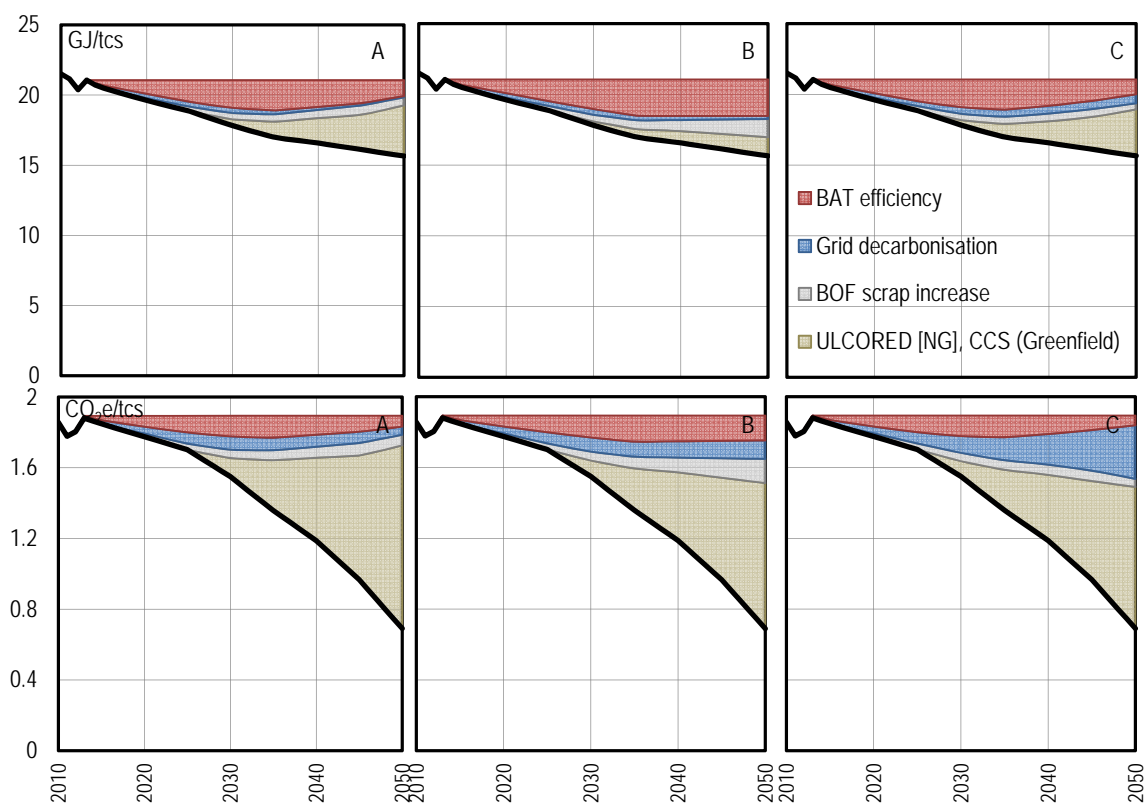 25
GJ/tcs
A
B
C
20
15
BAT efficiency
10
Grid decarbonisation
5
BOF scrap increase
ULCORED [NG], CCS (Greenfield)
0
2
CO2e/tcs
A
B
C
1.6
1.2
0.8
0.4
0
2010 2020 2030 2040 2050
2010 2020 2030 2040 2050
2010 2020 2030 2040 2050